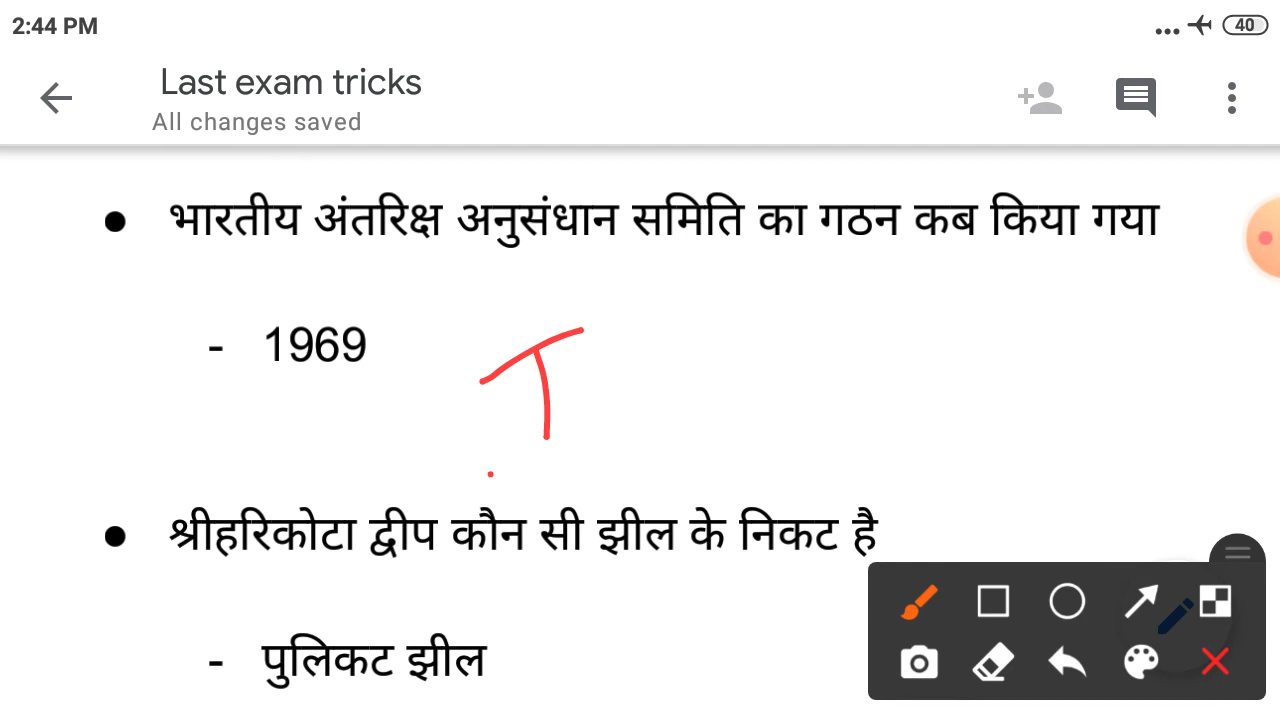 2:44 PM
40
Last exam tricks
All changes saved
● भारतीय अंतरिक्ष अनुसंधान समिति का गठन कब किया गया
- 1969
● श्रीहरिकोटा द्वीप कौन सी झील के निकट है
- पुलिकट झील